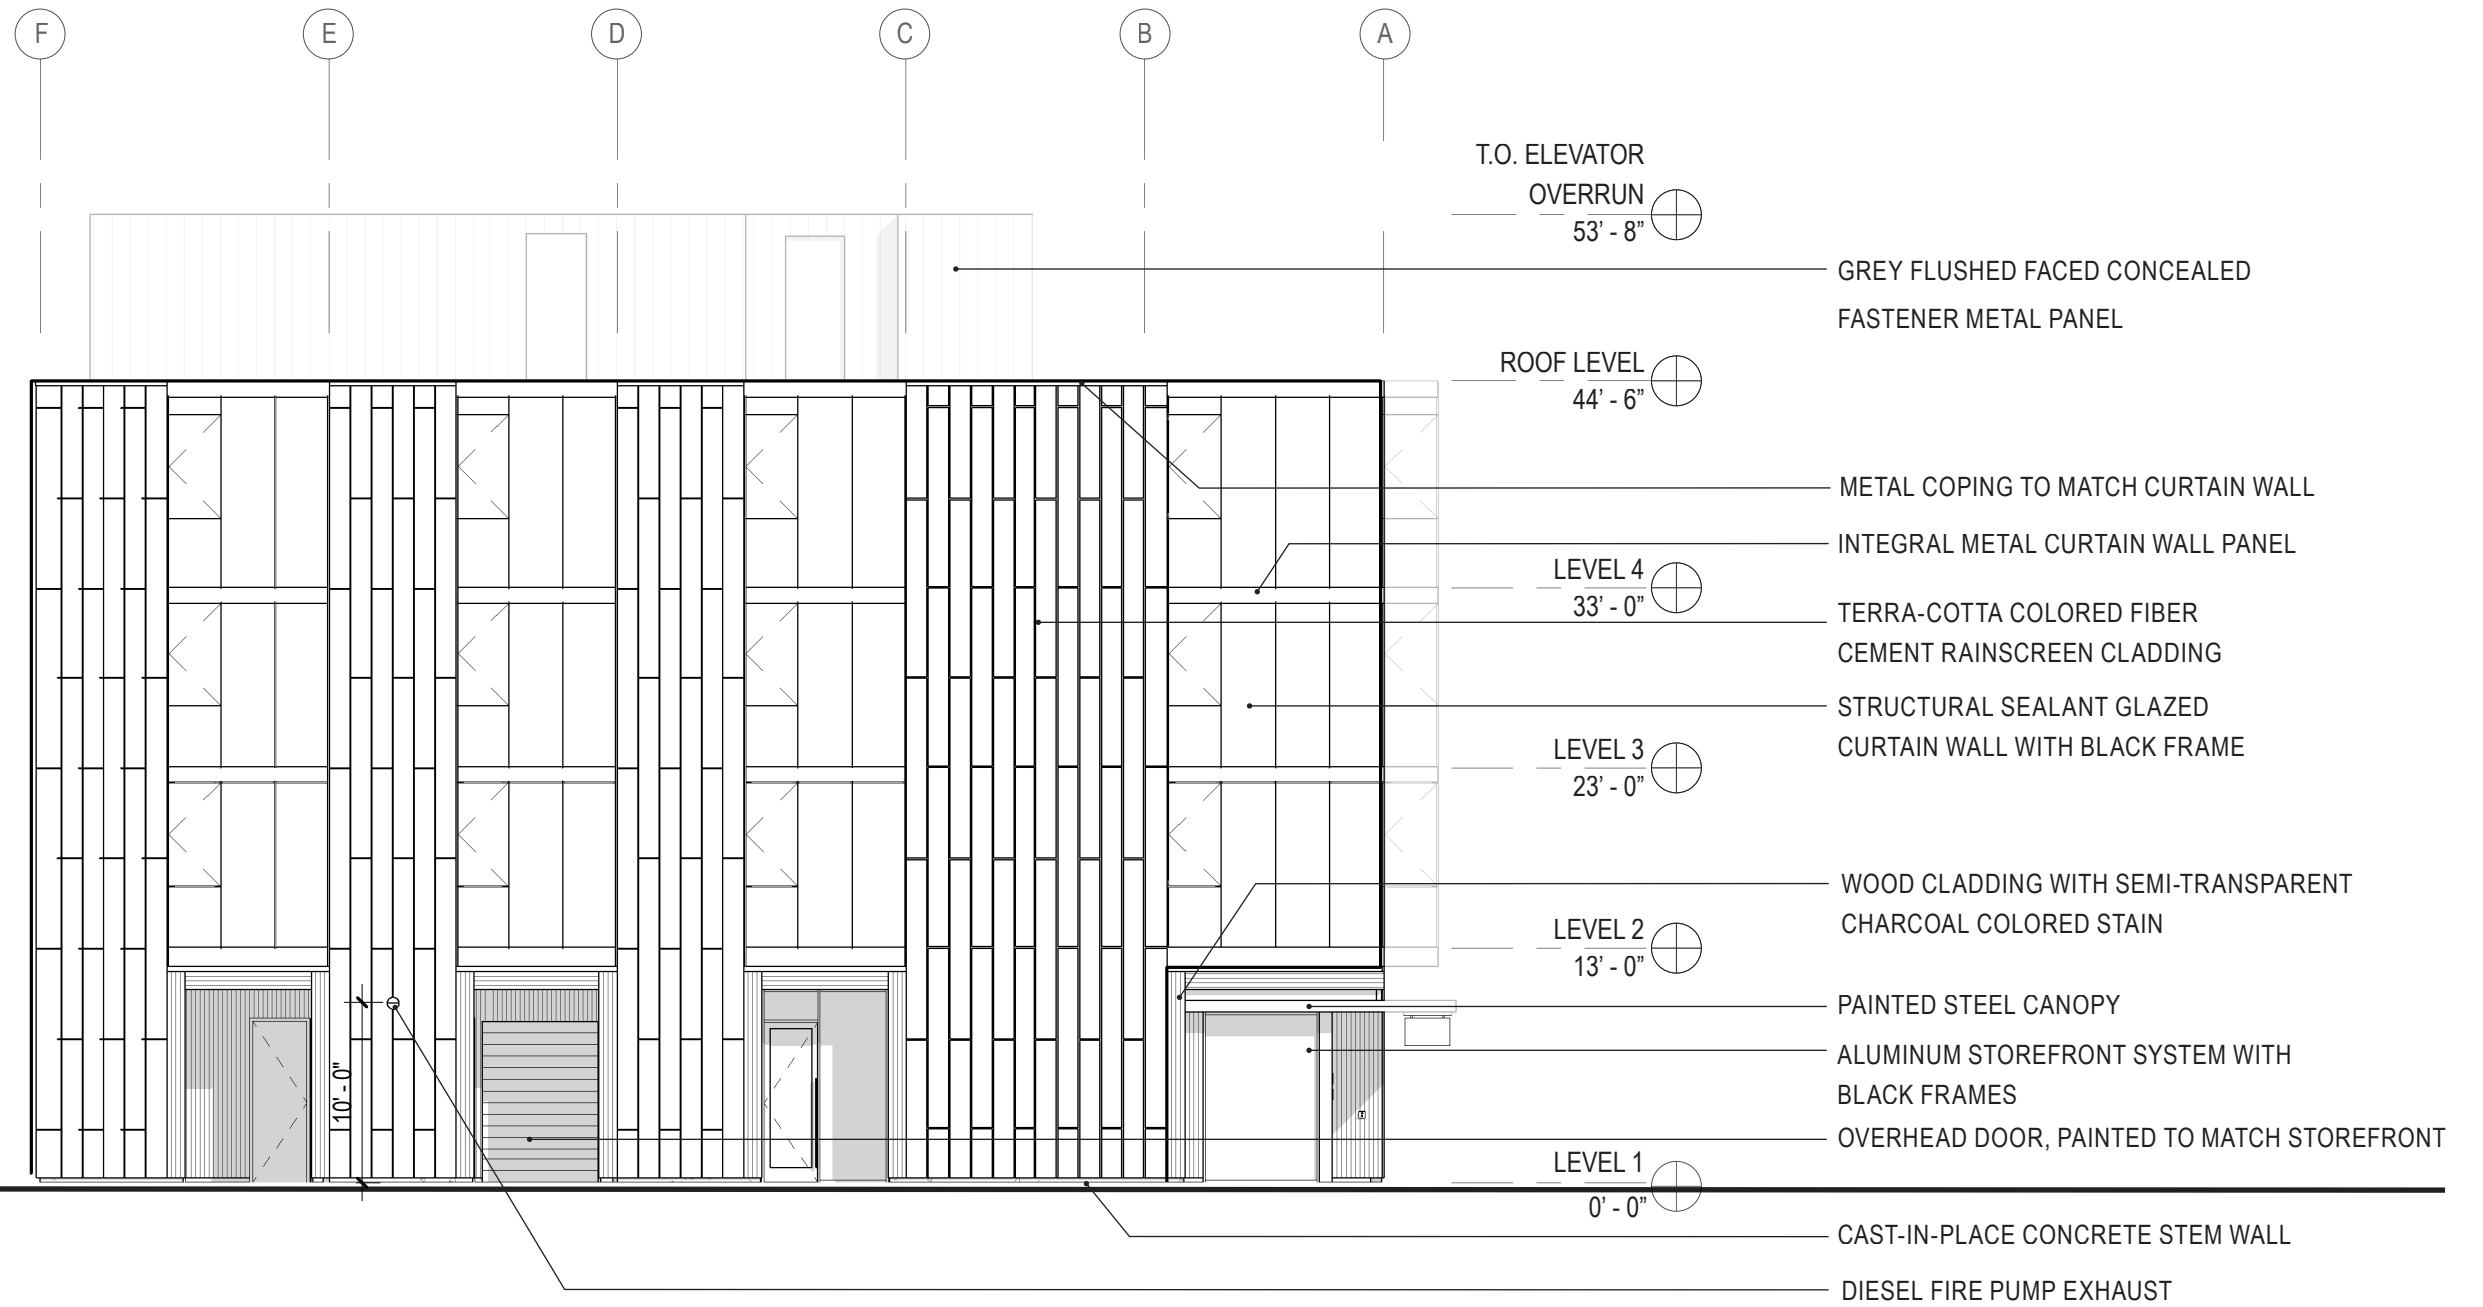 F E D C B A
T.O. ELEVATOR
OVERRUN
53’ - 8”
GREY FLUSHED FACED CONCEALED
FASTENER METAL PANEL
ROOF LEVEL
44’ - 6”
METAL COPING TO MATCH CURTAIN WALL
INTEGRAL METAL CURTAIN WALL PANEL
LEVEL 4
33’ - 0”
TERRA-COTTA COLORED FIBER
CEMENT RAINSCREEN CLADDING
STRUCTURAL SEALANT GLAZED
CURTAIN WALL WITH BLACK FRAME
LEVEL 3
23’ - 0”
WOOD CLADDING WITH SEMI-TRANSPARENT
CHARCOAL COLORED STAIN
LEVEL 2
13’ - 0”
PAINTED STEEL CANOPY
ALUMINUM STOREFRONT SYSTEM WITH
BLACK FRAMES
10' - 0"
OVERHEAD DOOR, PAINTED TO MATCH STOREFRONT
LEVEL 1
0’ - 0”
CAST-IN-PLACE CONCRETE STEM WALL
DIESEL FIRE PUMP EXHAUST